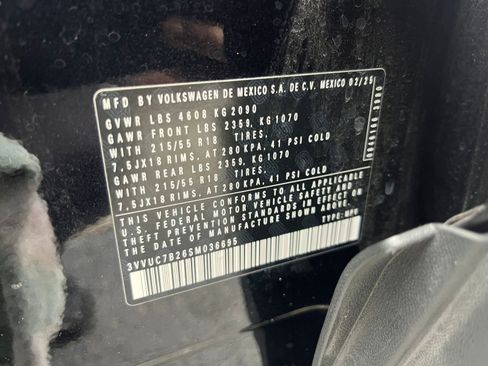 MFD BY VOLKSWAGEN DE MEXICO S.A. DE C.V. MEXICO 02/25
GVWR LBS 4608 KG 2090
GAWR FRONT LBS 2359, KG 1070
WITH 215/55 R18 TIRES.
7,5JX18 RIMS. AT 280 KPA, 41 PSI COLD
GAWR REAR LBS 2359, KG 1070
WITH 215/55 R18 TIRES.
7,5JX18 RIMS. AT 280 KPA, 41 PSI COLD
THIS VEHICLE CONFORMS TO ALL APPLICABLE
U.S. FEDERAL MOTOR VEHICLE SAFETY AND
THEFT PREVENTION STANDARDS IN EFFECT ON
THE DATE OF MANUFACTURE SHOWN ABOVE.
3VVUC7B26SM036695 TYPE: MPV